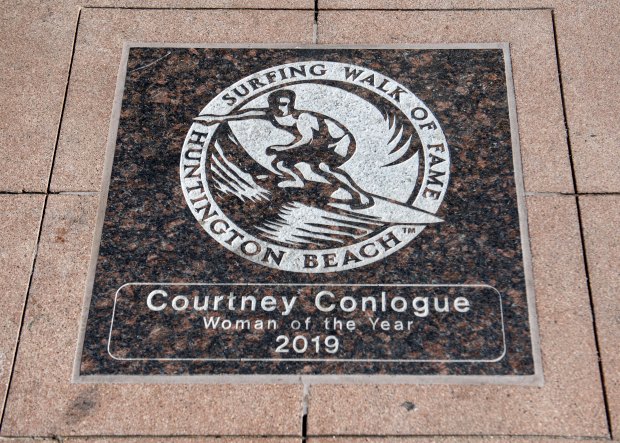 SURFING WALK OF FAME
HUNTINGTON BEACH™
Courtney Conlogue
Woman of the Year
2019